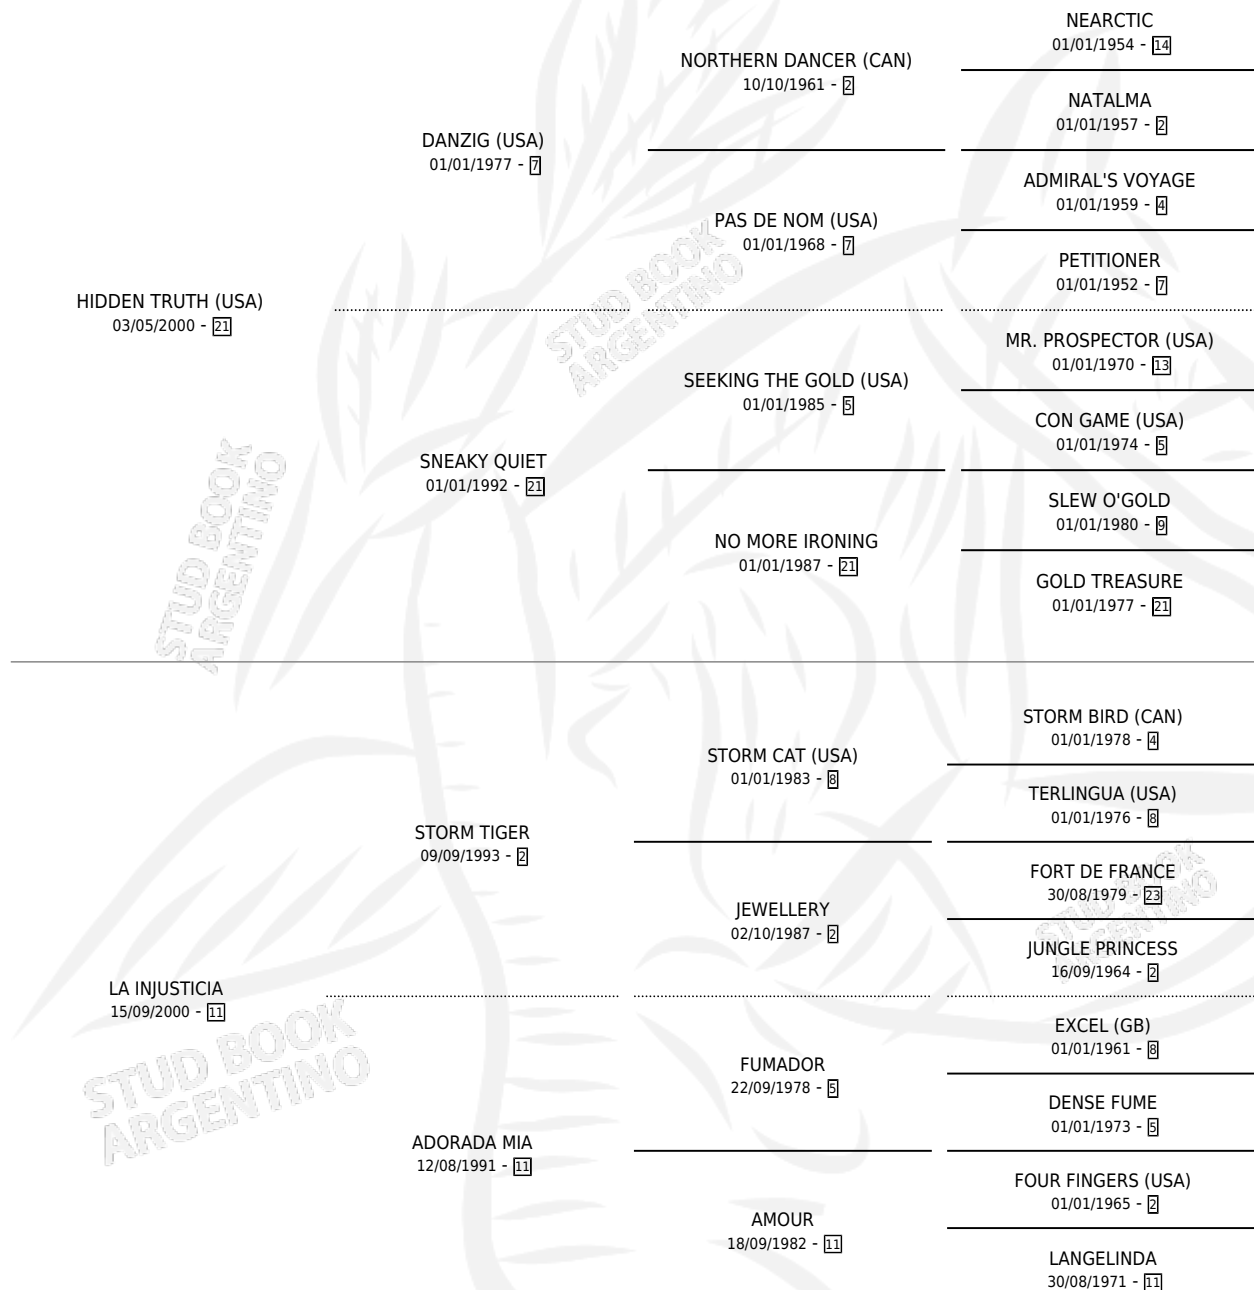 HIDDEN TRUTH (USA)
03/05/2000 - 21
DANZIG (USA)
01/01/1977 - 7
SNEAKY QUIET
01/01/1992 - 21
NORTHERN DANCER (CAN)
10/10/1961 - 2
PAS DE NOM (USA)
01/01/1968 - 7
SEEKING THE GOLD (USA)
01/01/1985 - 5
NO MORE IRONING
01/01/1987 - 21
NEARCTIC
01/01/1954 - 14
NATALMA
01/01/1957 - 2
ADMIRAL'S VOYAGE
01/01/1959 - 4
PETITIONER
01/01/1952 - 7
MR. PROSPECTOR (USA)
01/01/1970 - 13
CON GAME (USA)
01/01/1974 - 5
SLEW O'GOLD
01/01/1980 - 9
GOLD TREASURE
01/01/1977 - 21
STUD BOOK
ARGENTINO
STUD BOOK
ARGENTINO
LA INJUSTICIA
15/09/2000 - 11
STORM TIGER
09/09/1993 - 2
ADORADA MIA
12/08/1991 - 11
STORM CAT (USA)
01/01/1983 - 8
JEWELLERY
02/10/1987 - 2
FUMADOR
22/09/1978 - 5
AMOUR
18/09/1982 - 11
STORM BIRD (CAN)
01/01/1978 - 4
TERLINGUA (USA)
01/01/1976 - 8
FORT DE FRANCE
30/08/1979 - 23
JUNGLE PRINCESS
16/09/1964 - 2
EXCEL (GB)
01/01/1961 - 8
DENSE FUME
01/01/1973 - 5
FOUR FINGERS (USA)
01/01/1965 - 2
LANGELINDA
30/08/1971 - 11
STUD BOOK
ARGENTINO
STUD BOOK
ARGENTINO